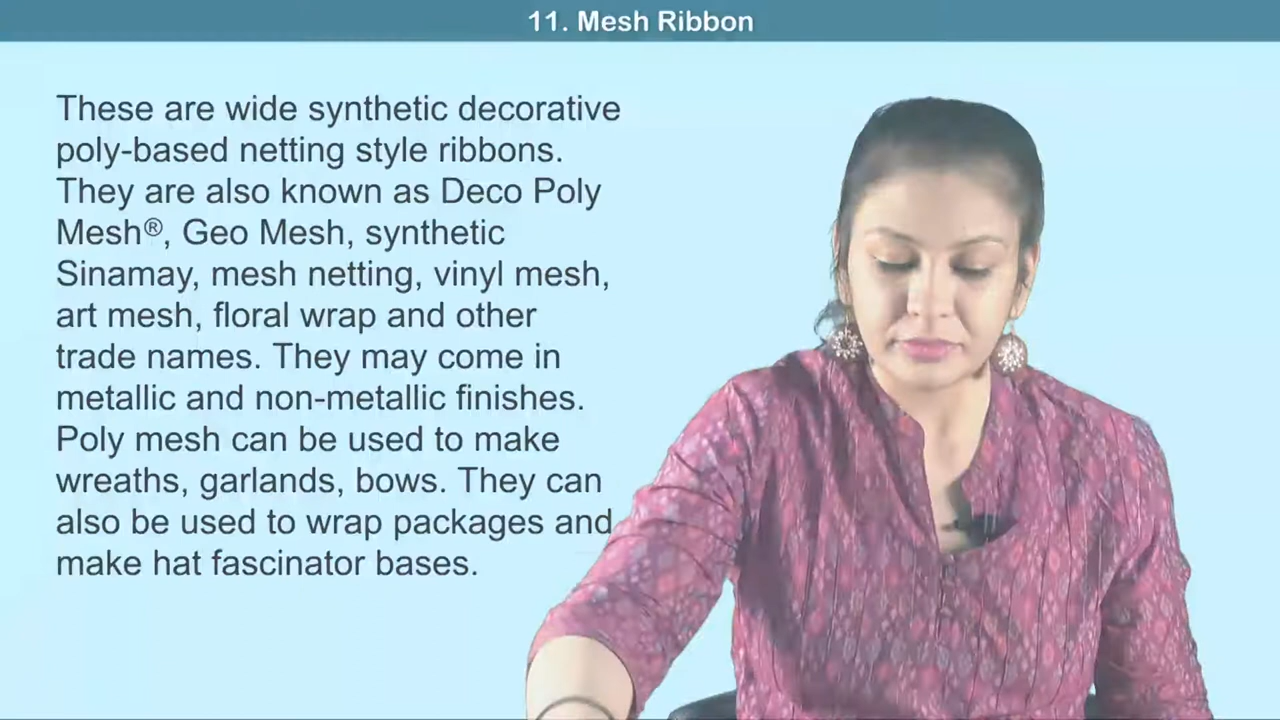 11. Mesh Ribbon
These are wide synthetic decorative
poly-based netting style ribbons.
They are also known as Deco Poly
Mesh®, Geo Mesh, synthetic
Sinamay, mesh netting, vinyl mesh,
art mesh, floral wrap and other
trade names. They may come in
metallic and non-metallic finishes.
Poly mesh can be used to make
wreaths, garlands, bows. They can
also be used to wrap packages and
make hat fascinator bases.